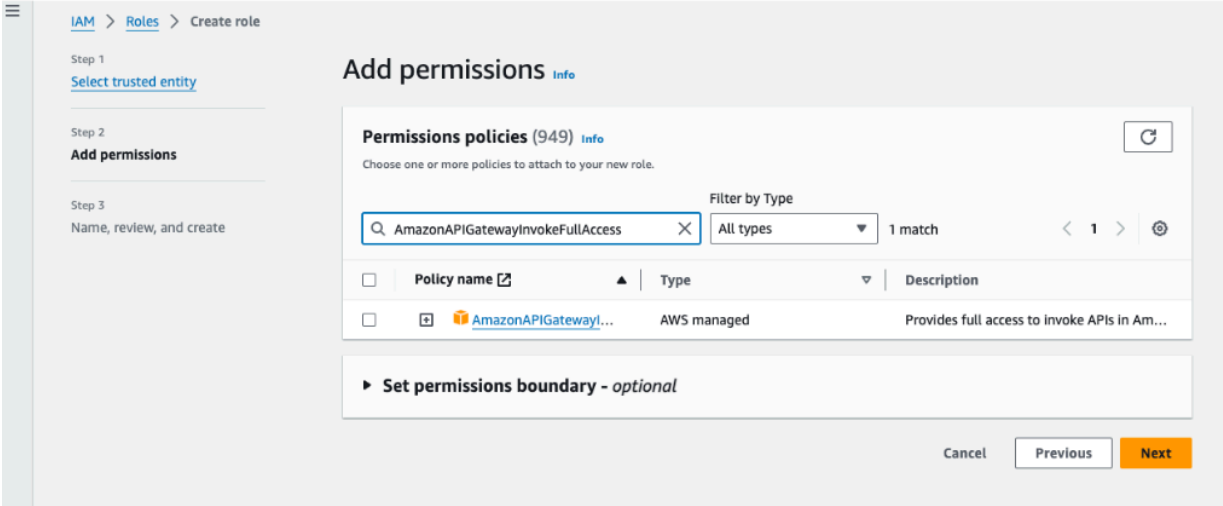 IAM > Roles > Create role
Step 1
Select trusted entity
Step 2
Add permissions
Step 3
Name, review, and create
Add permissions Info
Permissions policies (949) Info
Choose one or more policies to attach to your new role.
Filter by Type
AmazonAPIGatewayInvokeFullAccess
All types
1 match
1
Policy name
Type
Description
AmazonAPIGatewayI...
AWS managed
Provides full access to invoke APIs in Am...
Set permissions boundary - optional
Cancel
Previous
Next